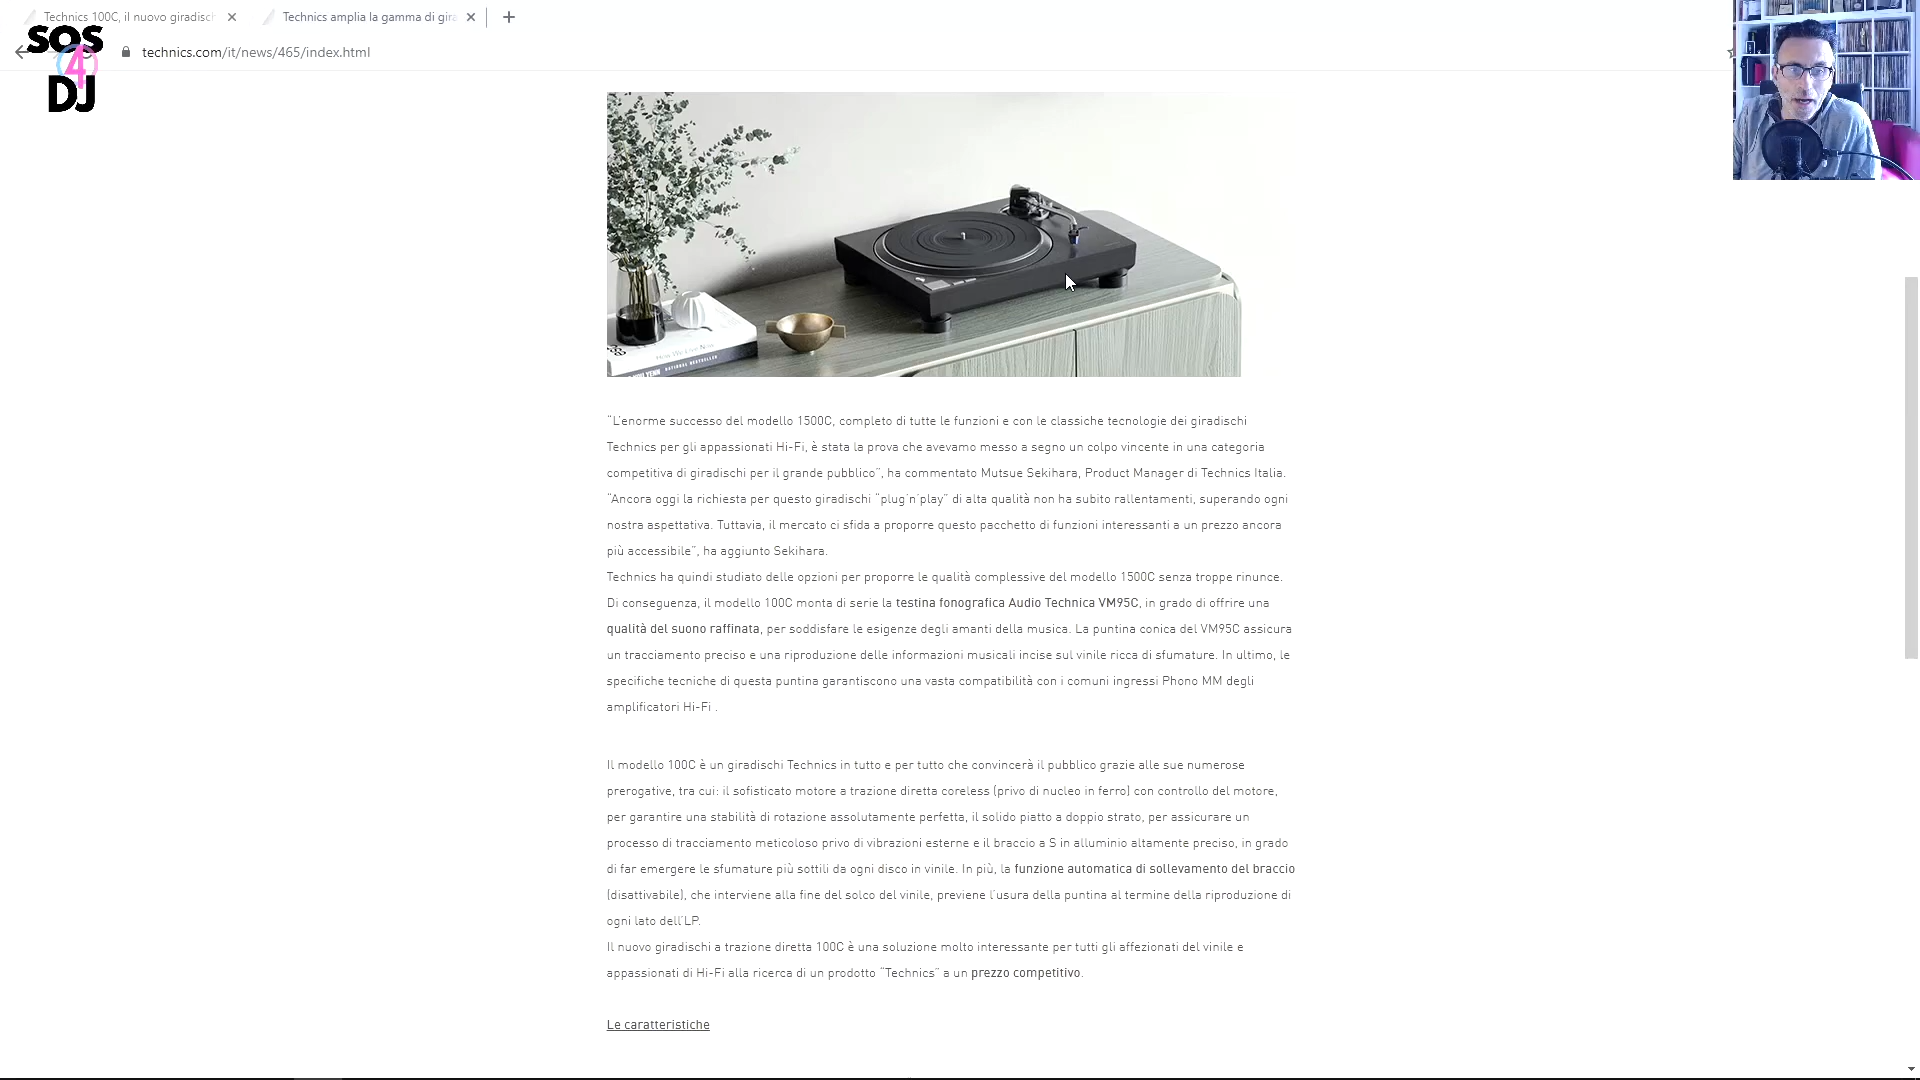 Technics 100C, il nuovo giradisch
Technics amplia la gamma di gira
SOS
4
DJ
technics.com/it/news/465/index.html
NATIONAL BESTSELLER
“L’enorme successo del modello 1500C, completo di tutte le funzioni e con le classiche tecnologie dei giradischi
Technics per gli appassionati Hi-Fi, è stata la prova che avevamo messo a segno un colpo vincente in una categoria
competitiva di giradischi per il grande pubblico”, ha commentato Mutsue Sekihara, Product Manager di Technics Italia.
“Ancora oggi la richiesta per questo giradischi “plug’n’play” di alta qualità non ha subito rallentamenti, superando ogni
nostra aspettativa. Tuttavia, il mercato ci sfida a proporre questo pacchetto di funzioni interessanti a un prezzo ancora
più accessibile”, ha aggiunto Sekihara.
Technics ha quindi studiato delle opzioni per proporre le qualità complessive del modello 1500C senza troppe rinunce.
Di conseguenza, il modello 100C monta di serie la testina fonografica Audio Technica VM95C, in grado di offrire una
qualità del suono raffinata, per soddisfare le esigenze degli amanti della musica. La puntina conica del VM95C assicura
un tracciamento preciso e una riproduzione delle informazioni musicali incise sul vinile ricca di sfumature. In ultimo, le
specifiche tecniche di questa puntina garantiscono una vasta compatibilità con i comuni ingressi Phono MM degli
amplificatori Hi-Fi .
Il modello 100C è un giradischi Technics in tutto e per tutto che convincerà il pubblico grazie alle sue numerose
prerogative, tra cui: il sofisticato motore a trazione diretta coreless (privo di nucleo in ferro) con controllo del motore,
per garantire una stabilità di rotazione assolutamente perfetta, il solido piatto a doppio strato, per assicurare un
processo di tracciamento meticoloso privo di vibrazioni esterne e il braccio a S in alluminio altamente preciso, in grado
di far emergere le sfumature più sottili da ogni disco in vinile. In più, la funzione automatica di sollevamento del braccio
(disattivabile), che interviene alla fine del solco del vinile, previene l’usura della puntina al termine della riproduzione di
ogni lato dell’LP.
Il nuovo giradischi a trazione diretta 100C è una soluzione molto interessante per tutti gli affezionati del vinile e
appassionati di Hi-Fi alla ricerca di un prodotto “Technics” a un prezzo competitivo.
Le caratteristiche